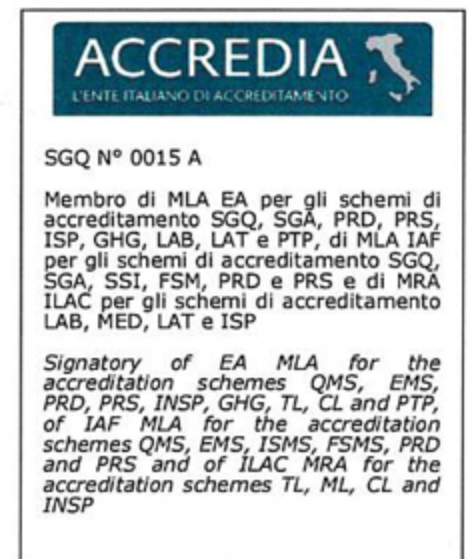 ACCREDIA
L'ENTE ITALIANO DI ACCREDITAMENTO
SGQ N° 0015 A
Membro di MLA EA per gli schemi di
accreditamento SGQ, SGA, PRD, PRS,
ISP, GHG, LAB, LAT e PTP, di MLA IAF
per gli schemi di accreditamento SGQ,
SGA, SSI, FSM, PRD e PRS e di MRA
ILAC per gli schemi di accreditamento
LAB, MED, LAT e ISP
Signatory of EA MLA for the
accreditation schemes QMS, EMS,
PRD, PRS, INSP, GHG, TL, CL and PTP,
of IAF MLA for the accreditation
schemes QMS, EMS, ISMS, FSMS, PRD
and PRS and of ILAC MRA for the
accreditation schemes TL, ML, CL and
INSP